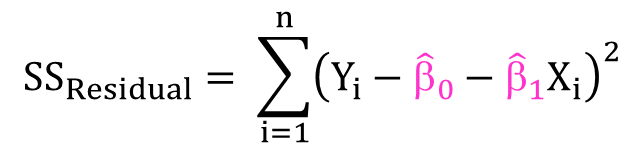 SS_Residual = ∑_{i=1}^{n} (Y_i − β̂_0 − β̂_1X_i)^2